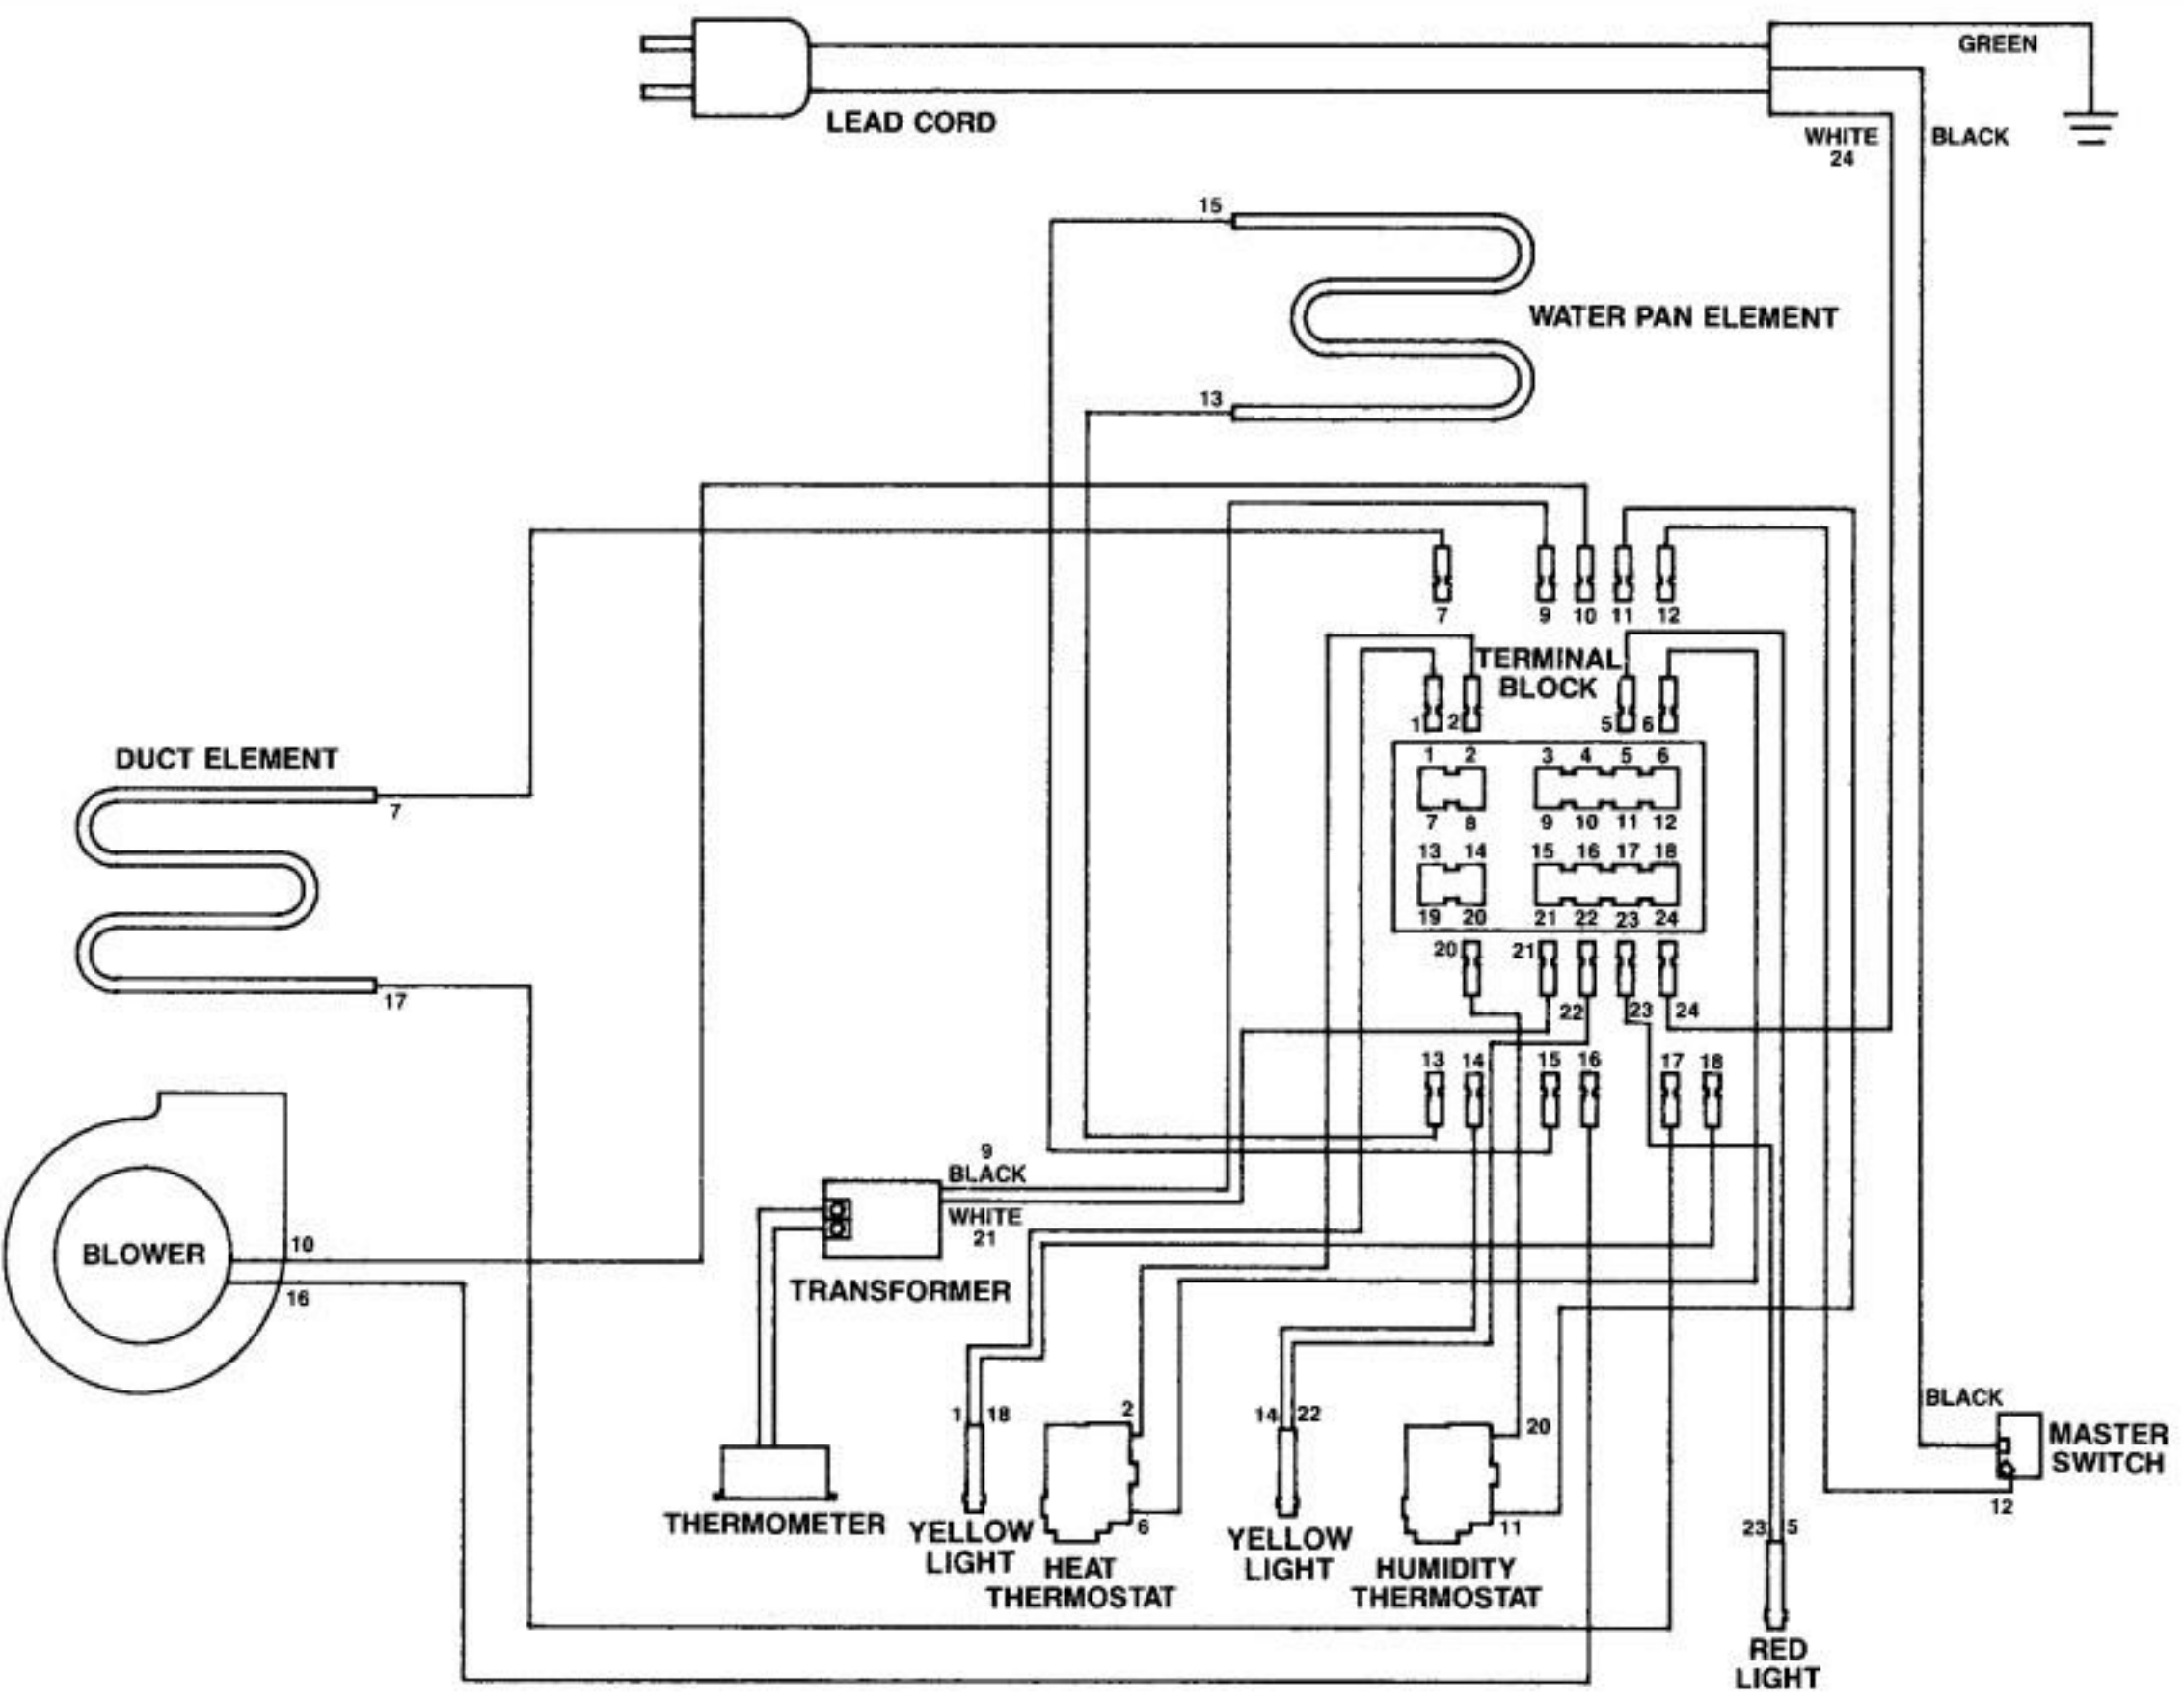 GREEN
LEAD CORD
WHITE
24
BLACK
15
WATER PAN ELEMENT
13
7
9 10 11 12
TERMINAL
BLOCK
1 2 5 6
DUCT ELEMENT
7
1 2 3 4 5 6
7 8 9 10 11 12
13 14 15 16 17 18
19 20 21 22 23 24
20 21
17
22 23 24
13 14 15 16 17 18
9
BLACK
WHITE
21
BLOWER
10
16
TRANSFORMER
BLACK
MASTER
SWITCH
12
1 18
2
14 22
20
THERMOMETER
YELLOW
LIGHT
6
HEAT
THERMOSTAT
YELLOW
LIGHT
11
HUMIDITY
THERMOSTAT
23 5
RED
LIGHT